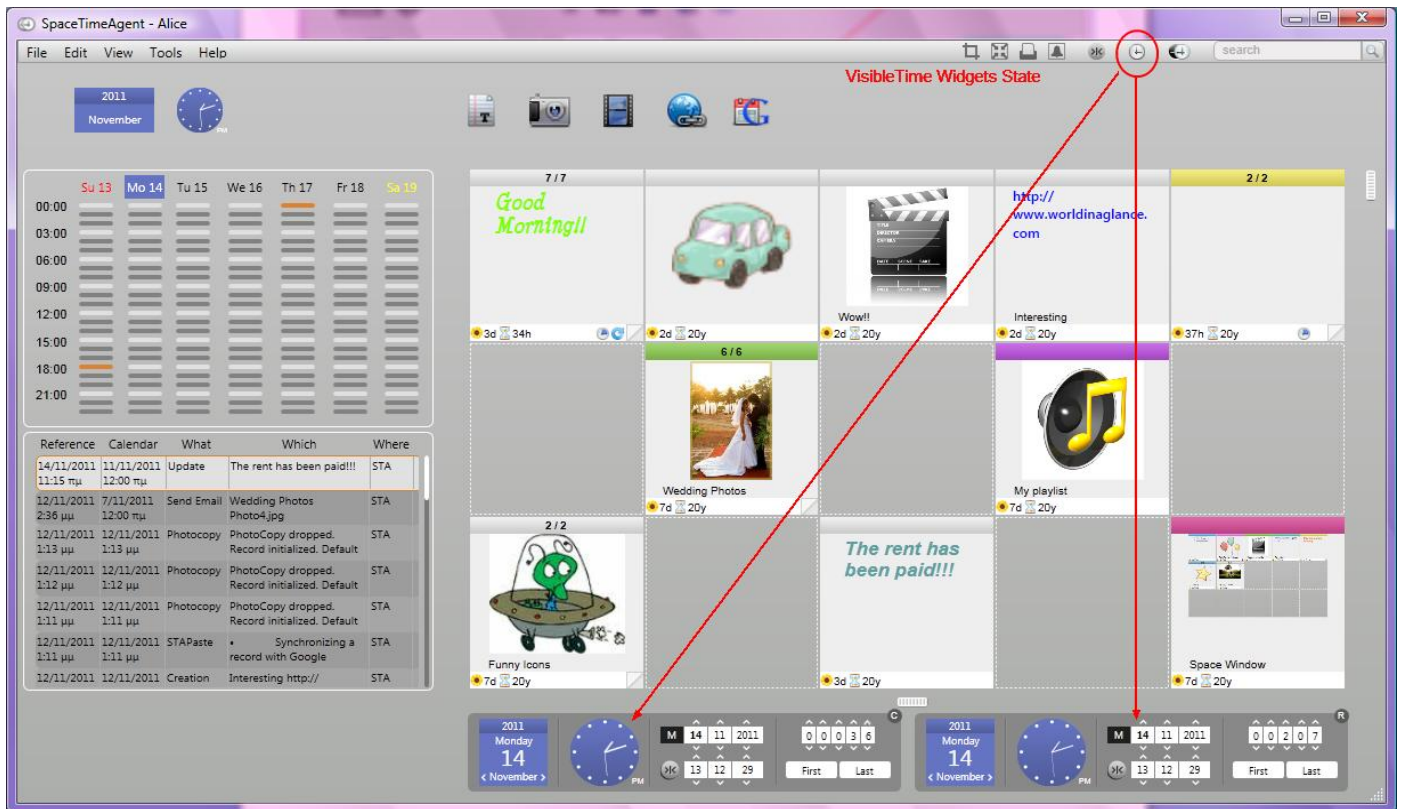 SpaceTimeAgent - Alice
File Edit View Tools Help
search
VisibleTime Widgets State
2011
November
PM
Su 13 Mo 14 Tu 15 We 16 Th 17 Fr 18 Sa 19
00:00
03:00
06:00
09:00
12:00
15:00
18:00
21:00
Reference Calendar What Which Where
14/11/2011 11/11/2011 Update The rent has been paid!!! STA
11:15 πμ 12:00 πμ
12/11/2011 7/11/2011 Send Email Wedding Photos STA
2:36 μμ 12:00 πμ Photo4.jpg
12/11/2011 12/11/2011 Photocopy PhotoCopy dropped. STA
1:13 μμ 1:13 μμ Record initialized. Default
12/11/2011 12/11/2011 Photocopy PhotoCopy dropped. STA
1:12 μμ 1:12 μμ Record initialized. Default
12/11/2011 12/11/2011 Photocopy PhotoCopy dropped. STA
1:11 μμ 1:11 μμ Record initialized. Default
12/11/2011 12/11/2011 STAPaste • Synchronizing a STA
1:11 μμ 1:11 μμ record with Google
12/11/2011 12/11/2011 Creation Interesting http:// STA
7 / 7
Good
Morning!!
3d 34h
2d 20y
Wow!!
2d 20y
http://
www.worldinaglance.
com
Interesting
2d 20y
2 / 2
37h 20y
6 / 6
Wedding Photos
7d 20y
My playlist
7d 20y
2 / 2
Funny Icons
7d 20y
The rent has
been paid!!!
3d 20y
Space Window
7d 20y
C
2011
Monday
14
< November >
PM
M 14 11 2011
13 12 29
0 0 0 3 6
First Last
R
2011
Monday
14
< November >
PM
M 14 11 2011
13 12 29
0 0 2 0 7
First Last